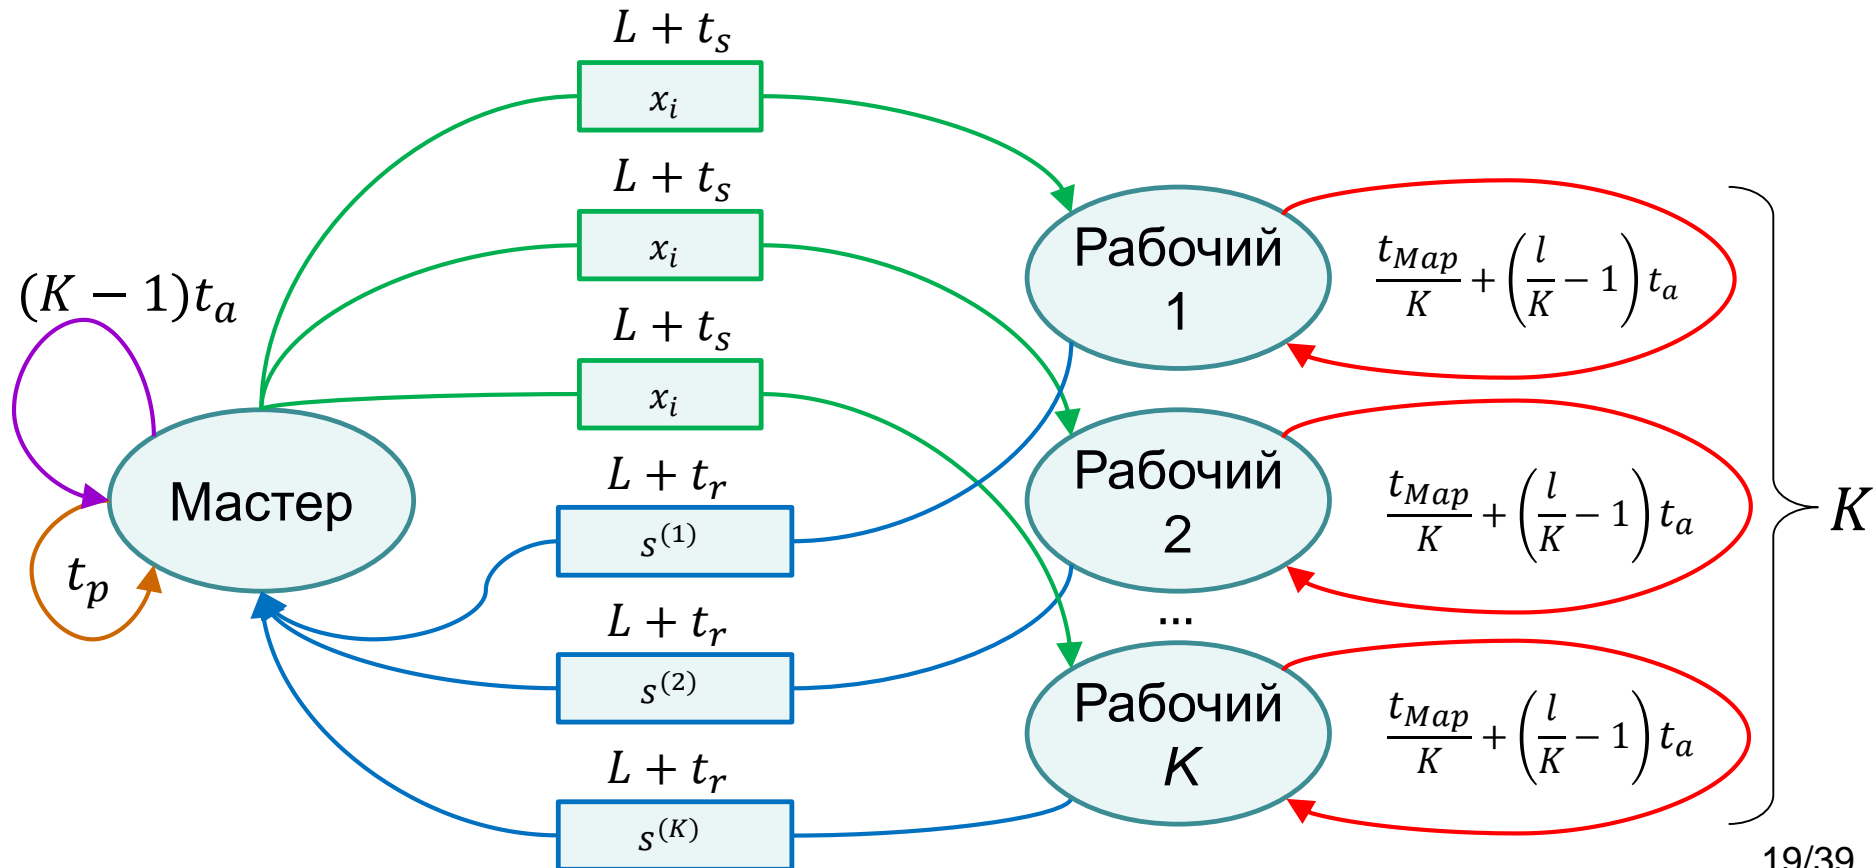 L + t_s
x_i
L + t_s
x_i
L + t_s
x_i
(K − 1)t_a
Мастер
t_p
L + t_r
s^(1)
L + t_r
s^(2)
L + t_r
s^(K)
Рабочий
1
t_Map/K + (l/K − 1) t_a
Рабочий
2
t_Map/K + (l/K − 1) t_a
...
Рабочий
K
t_Map/K + (l/K − 1) t_a
K
19/39